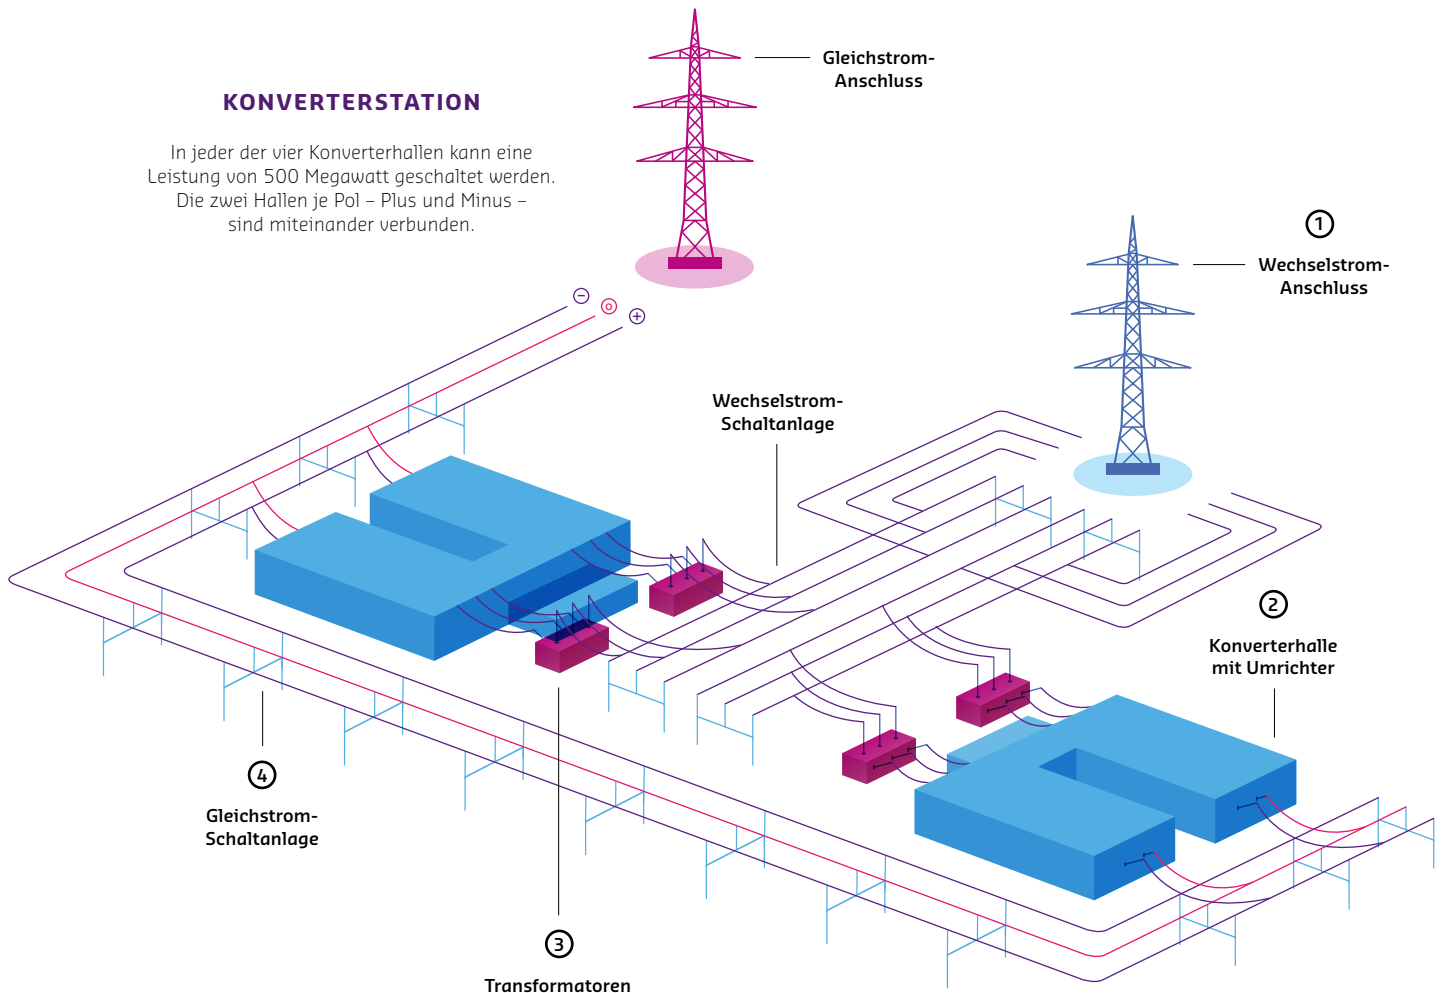 Gleichstrom-
Anschluss
KONVERTERSTATION
In jeder der vier Konverterhallen kann eine
Leistung von 500 Megawatt geschaltet werden.
Die zwei Hallen je Pol – Plus und Minus –
sind miteinander verbunden.
1
Wechselstrom-
Anschluss
−
o
+
Wechselstrom-
Schaltanlage
2
Konverterhalle
mit Umrichter
4
Gleichstrom-
Schaltanlage
3
Transformatoren